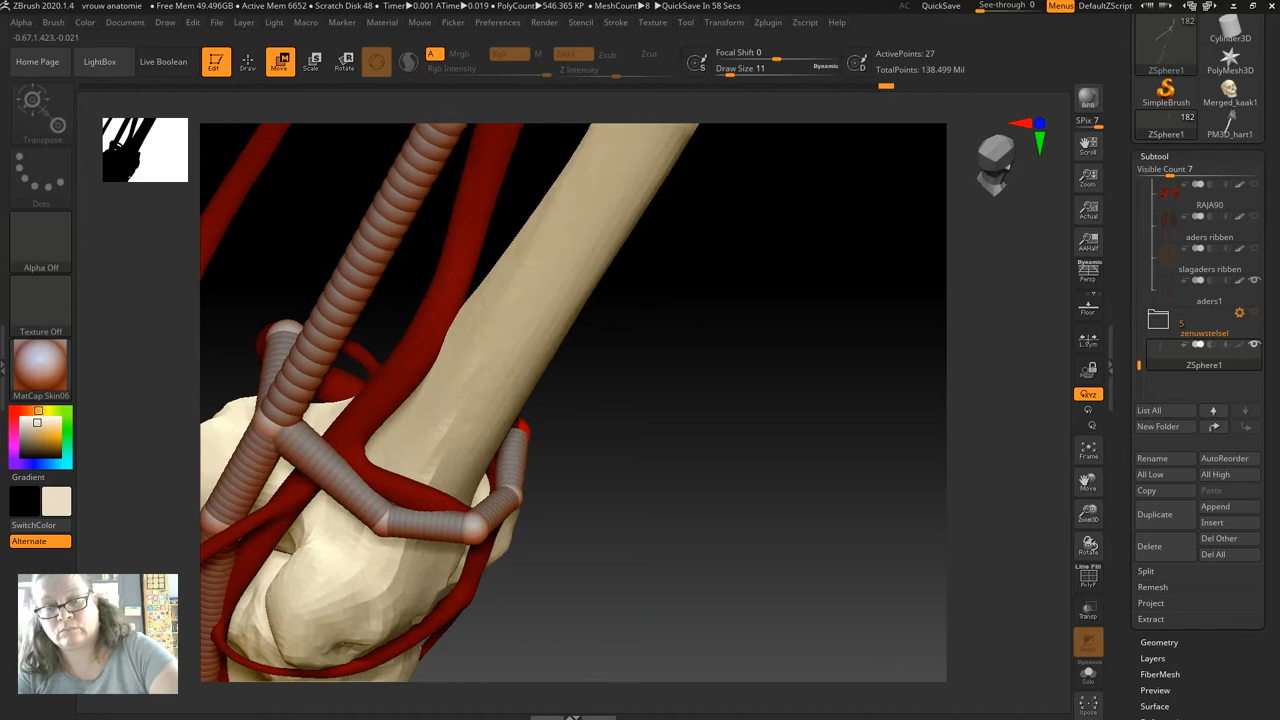 ZBrush 2020.1.4
vrouw anatomie
• Free Mem 49.496GB • Active Mem 6652 • Scratch Disk 48 • Timer▶0.001 ATime▶0.019 • PolyCount▶546.365 KP • MeshCount▶8 ▶QuickSave In 58 Secs
AC
QuickSave
See-through 0
Menus
DefaultZScript
Alpha
Brush
Color
Document
Draw
Edit
File
Layer
Light
Macro
Marker
Material
Movie
Picker
Preferences
Render
Stencil
Stroke
Texture
Tool
Transform
Zplugin
Zscript
Help
-0.67,1.423,-0.021
Home Page
LightBox
Live Boolean
Edit
Draw
Move
Scale
Rotate
A
Mrgb
Rgb
M
Zadd
Zsub
Zcut
Rgb Intensity
Z Intensity
Focal Shift 0
Draw Size 11
Dynamic
S
D
ActivePoints: 27
TotalPoints: 138.499 Mil
Transpose
Dots
Alpha Off
Texture Off
MatCap Skin06
Gradient
SwitchColor
Alternate
BPR
SPix 7
Scroll
Zoom
Actual
AAHalf
Dynamic
Persp
Floor
L.Sym
XYZ
Frame
Move
Zoom3D
Rotate
Line Fill
PolyF
Transp
Ghost
Dynamic
Solo
Xpose
182
ZSphere1
Cylinder3D
PolyMesh3D
SimpleBrush
Merged_kaak1
182
ZSphere1
PM3D_hart1
Subtool
Visible Count 7
RAJA90
aders ribben
slagaders ribben
aders1
5
zenuwstelsel
ZSphere1
List All
New Folder
Rename
AutoReorder
All Low
All High
Copy
Paste
Duplicate
Append
Insert
Delete
Del Other
Del All
Split
Remesh
Project
Extract
Geometry
Layers
FiberMesh
Preview
Surface